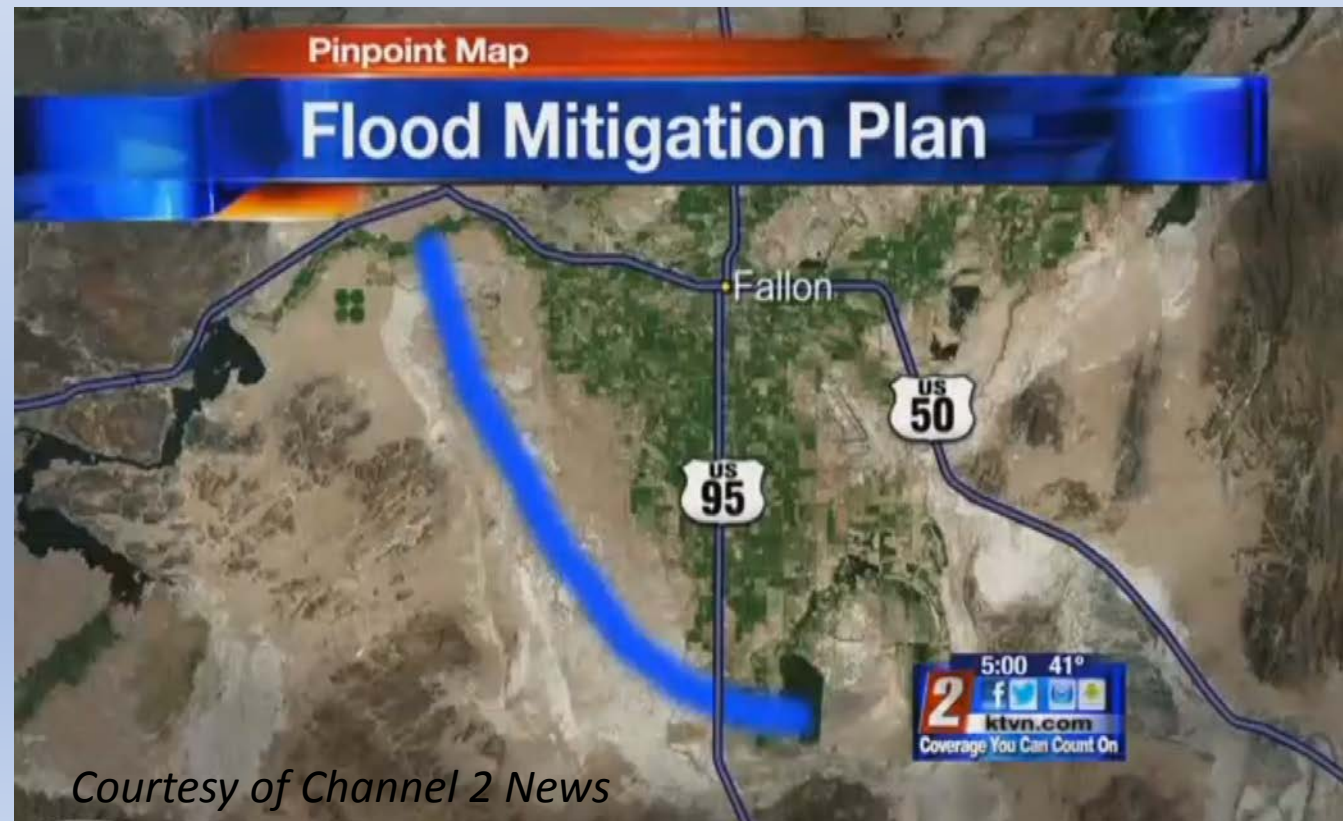 Pinpoint Map
Flood Mitigation Plan
Fallon
US
50
US
95
5:00 41°
2
f
ktvn.com
Coverage You Can Count On
Courtesy of Channel 2 News